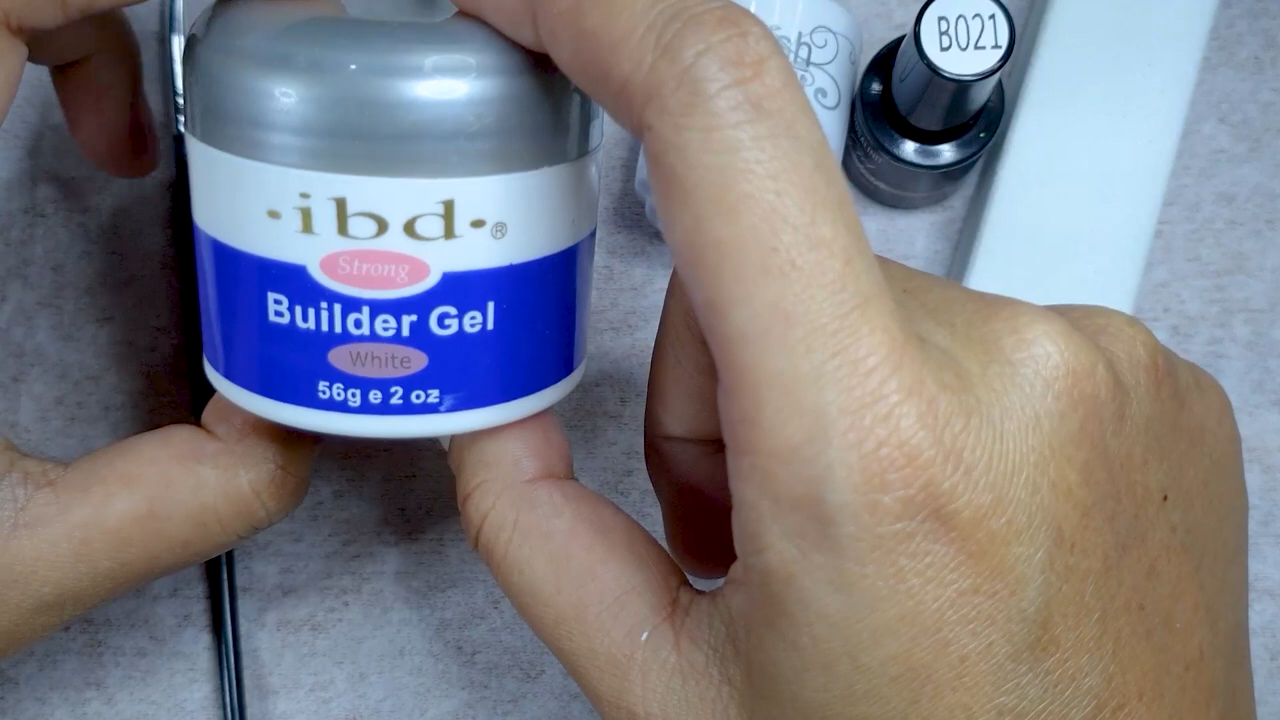 ·ibd·®
Strong
Builder Gel
White
56g e 2 oz
B021